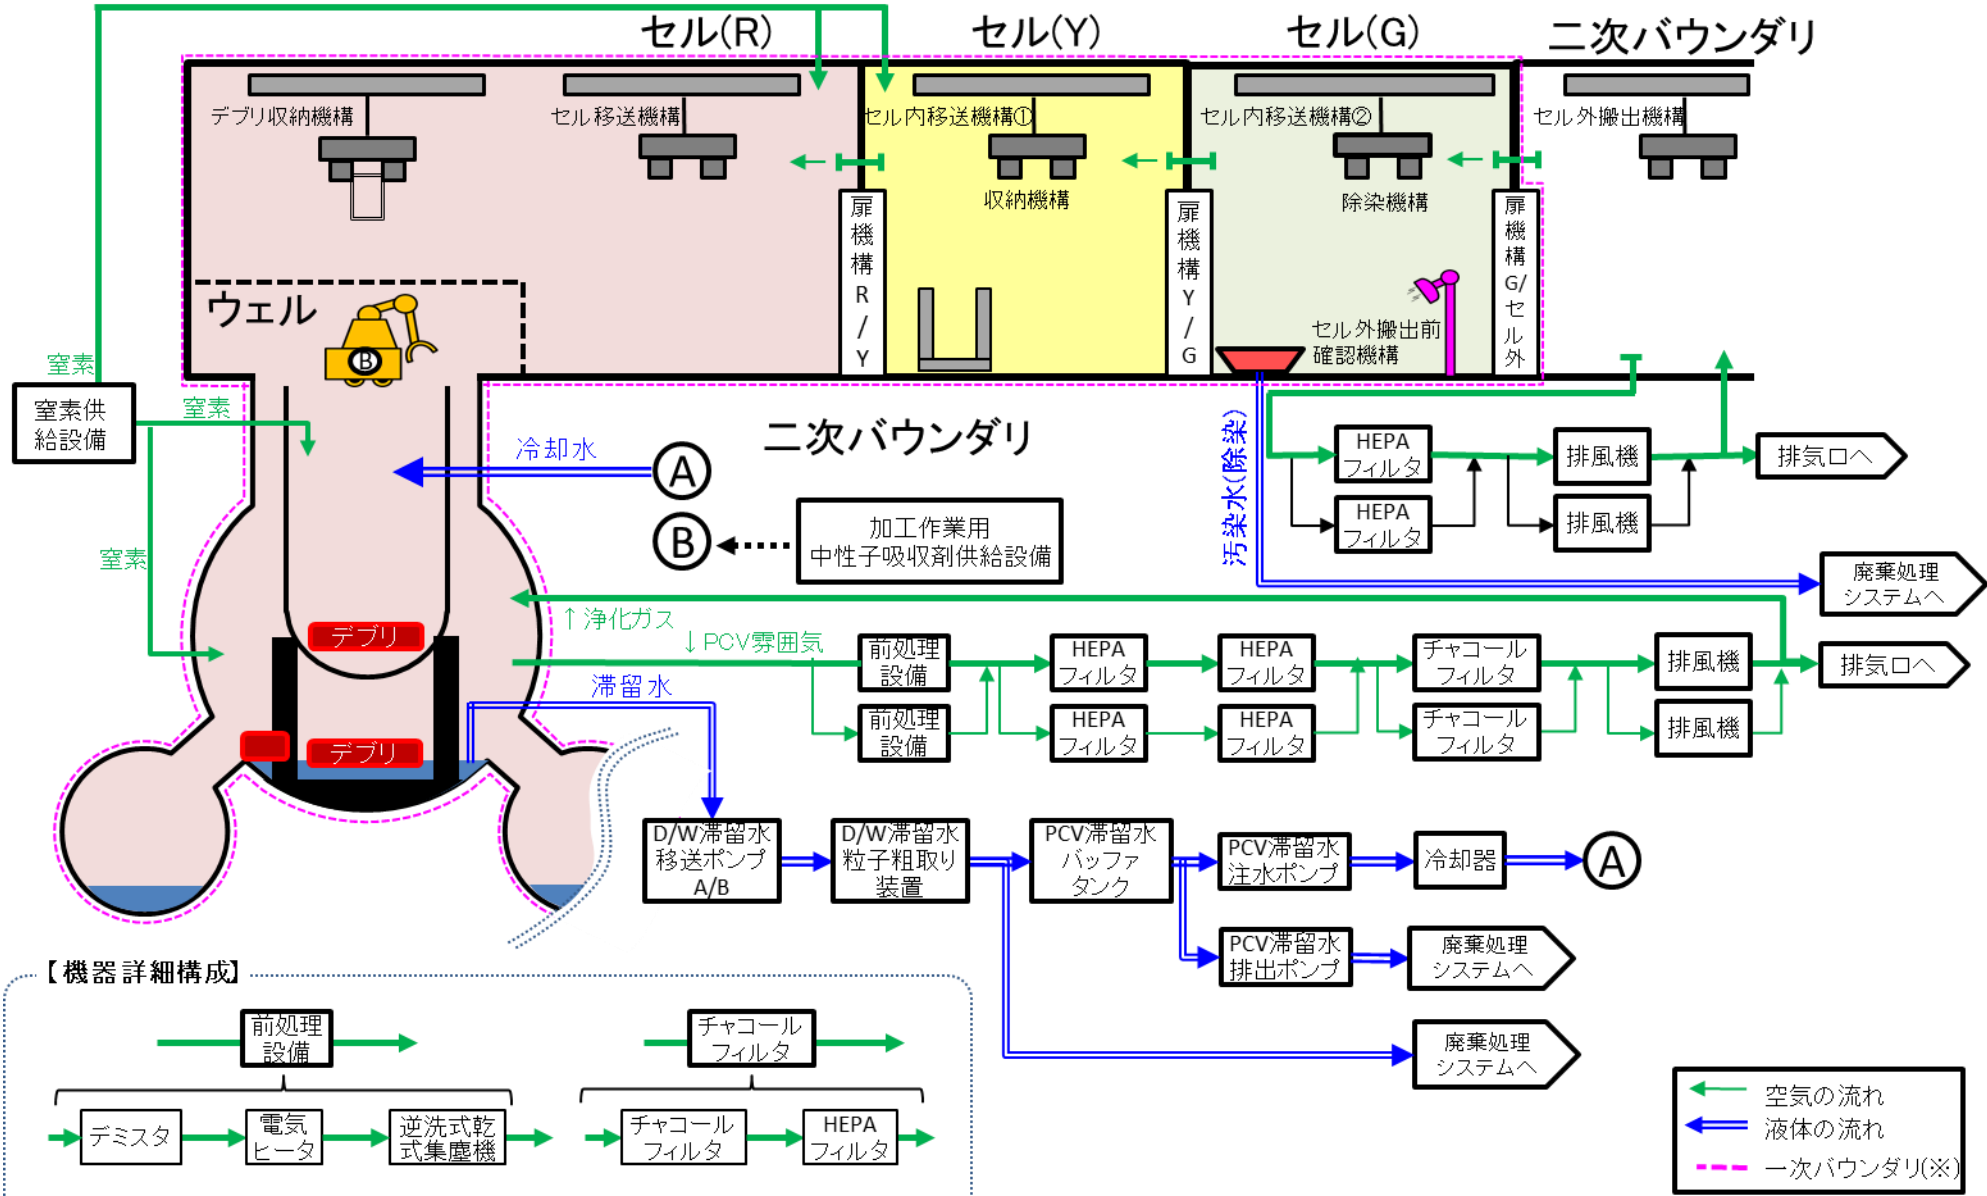 セル(R)
セル(Y)
セル(G)
二次バウンダリ
デブリ収納機構
セル移送機構
セル内移送機構①
セル内移送機構②
セル外搬出機構
収納機構
除染機構
扉機構R/Y
扉機構Y/G
扉機構G/セル外
ウェル
B
セル外搬出前
確認機構
窒素
窒素供
給設備
窒素
窒素
冷却水
A
二次バウンダリ
B
加工作業用
中性子吸収剤供給設備
汚染水(除染)
HEPA
フィルタ
排風機
排気口へ
HEPA
フィルタ
排風機
廃棄処理
システムへ
↑浄化ガス
↓PCV雰囲気
デブリ
デブリ
滞留水
前処理
設備
HEPA
フィルタ
HEPA
フィルタ
チャコール
フィルタ
排風機
排気口へ
前処理
設備
HEPA
フィルタ
HEPA
フィルタ
チャコール
フィルタ
排風機
D/W滞留水
移送ポンプ
A/B
D/W滞留水
粒子粗取り
装置
PCV滞留水
バッファ
タンク
PCV滞留水
注水ポンプ
冷却器
A
PCV滞留水
排出ポンプ
廃棄処理
システムへ
廃棄処理
システムへ
【機器詳細構成】
前処理
設備
チャコール
フィルタ
デミスタ
電気
ヒータ
逆洗式乾
式集塵機
チャコール
フィルタ
HEPA
フィルタ
空気の流れ
液体の流れ
一次バウンダリ(※)